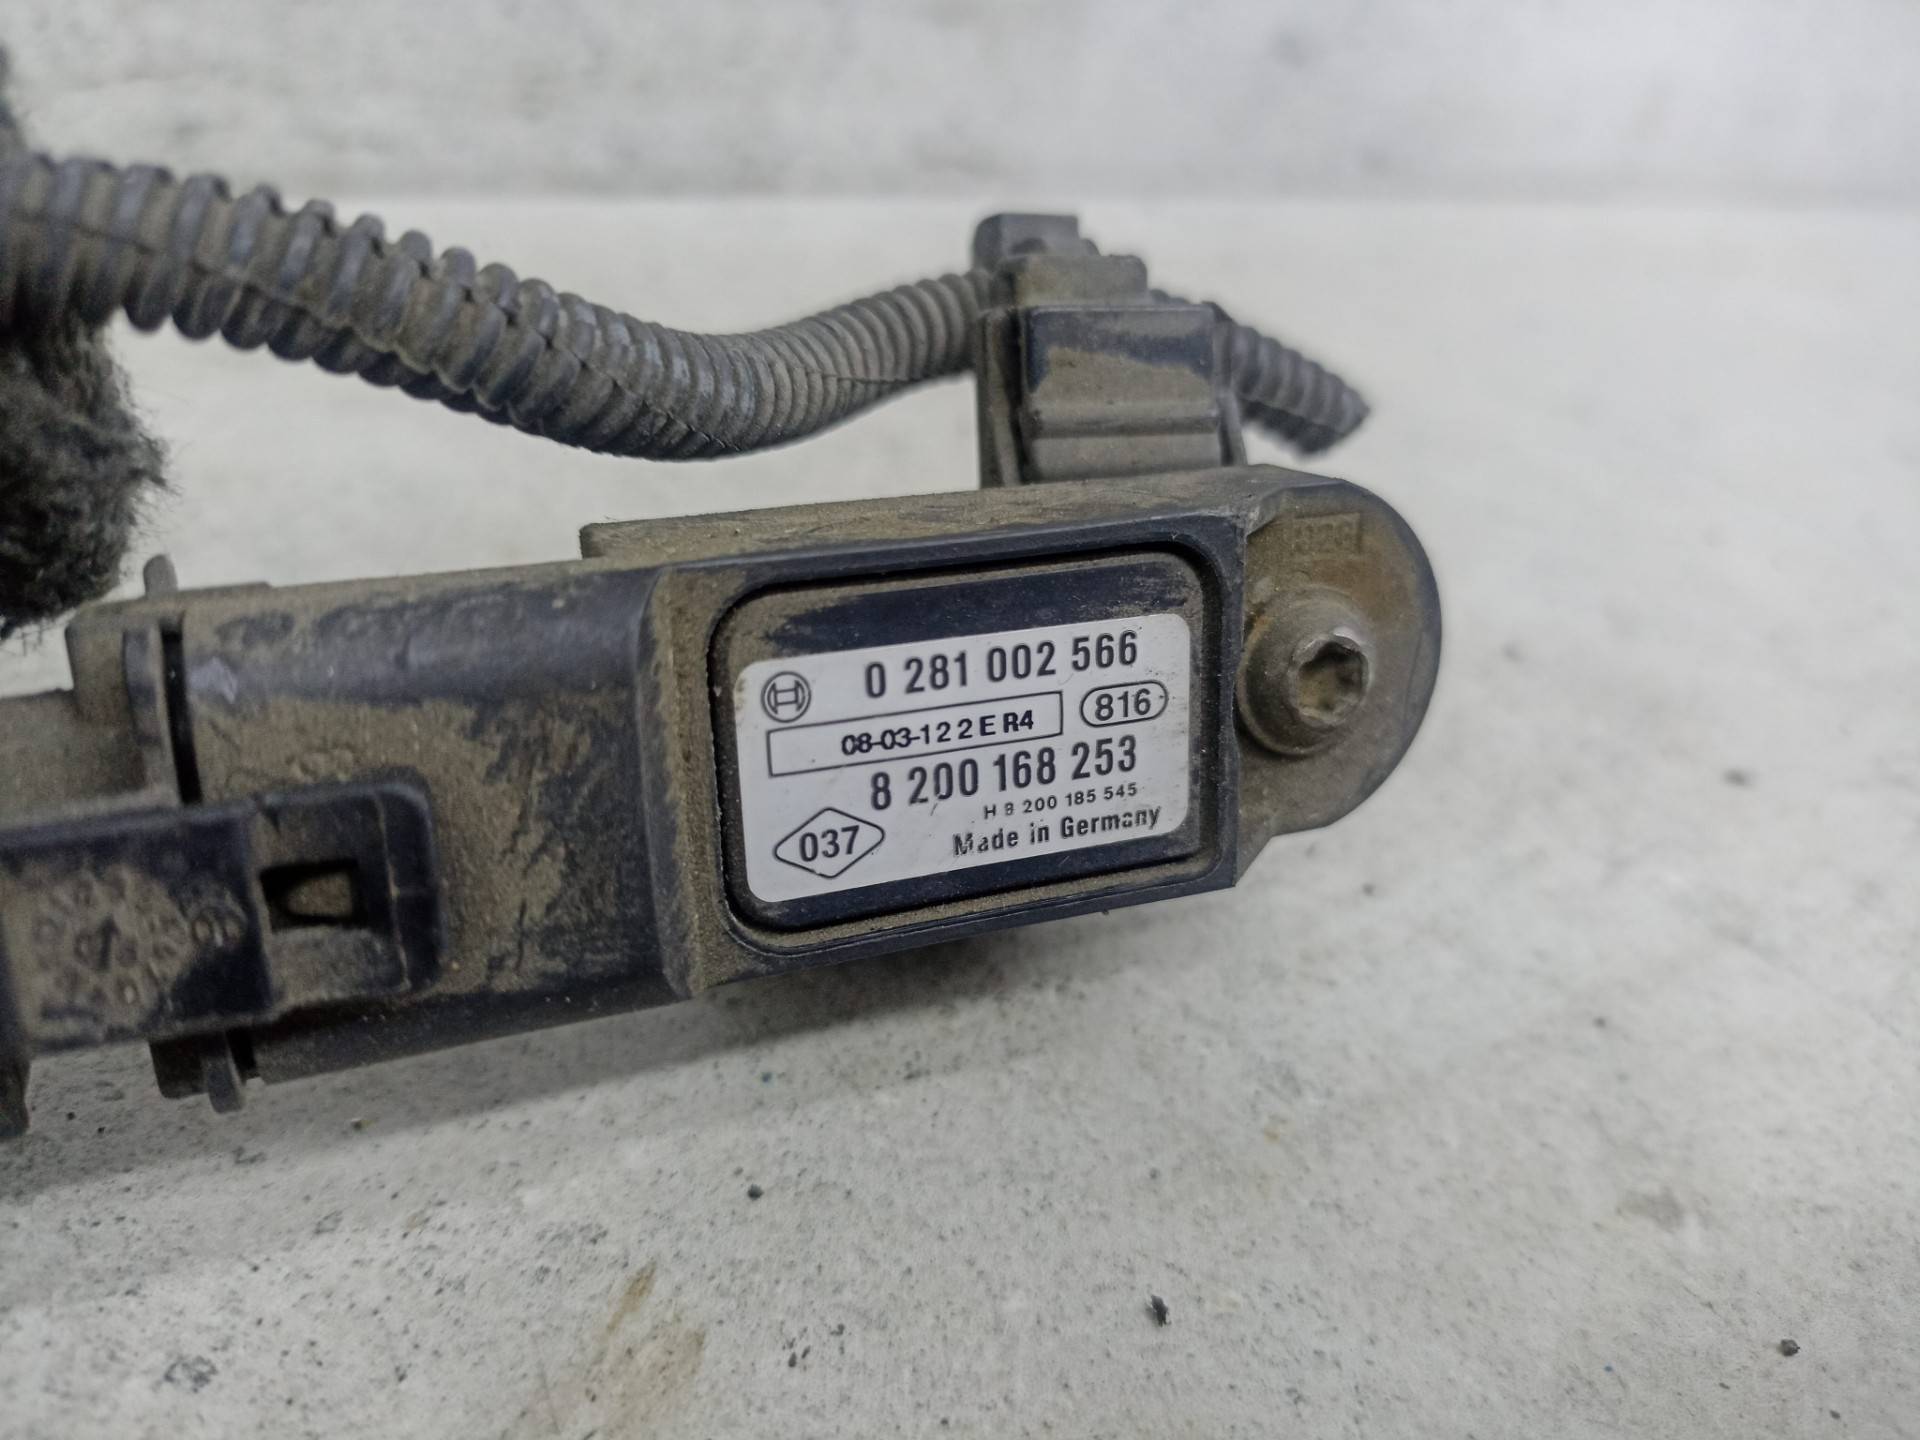 0 281 002 566
08-03-12 2 E R4
816
8 200 168 253
H 8 200 185 545
037
Made in Germany